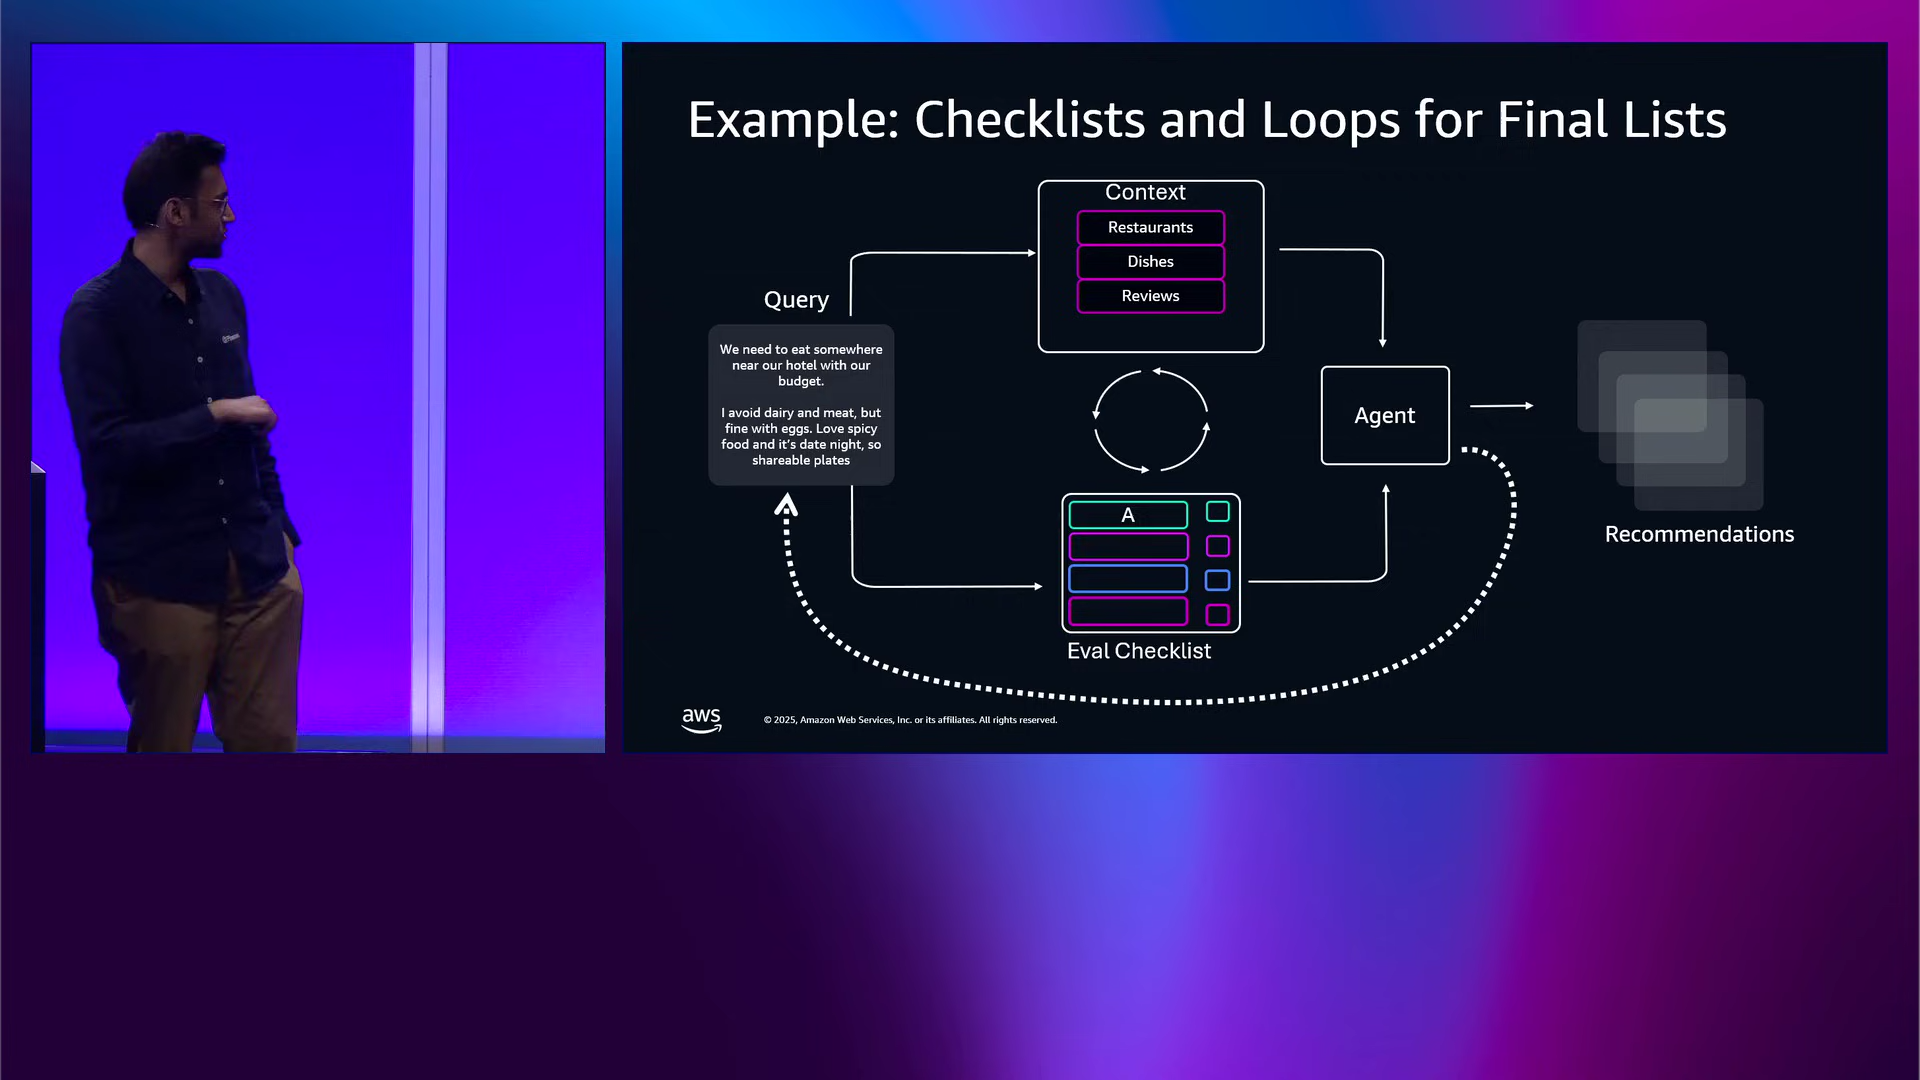 Example: Checklists and Loops for Final Lists
Context
Restaurants
Dishes
Reviews
Query
We need to eat somewhere
near our hotel with our
budget.
I avoid dairy and meat, but
fine with eggs. Love spicy
food and it's date night, so
shareable plates
Agent
Recommendations
A
Eval Checklist
aws
© 2025, Amazon Web Services, Inc. or its affiliates. All rights reserved.